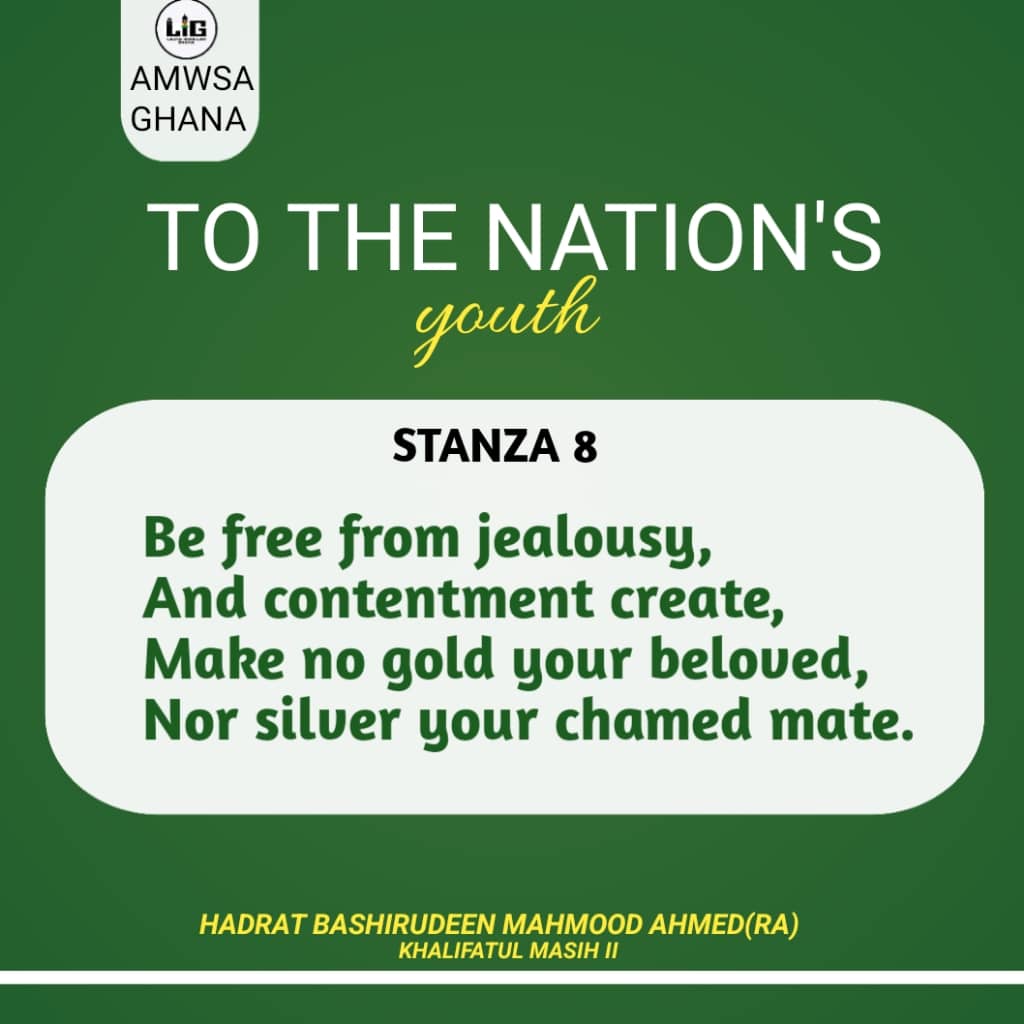 LiG
AMWSA
GHANA
TO THE NATION'S
youth
STANZA 8
Be free from jealousy,
And contentment create,
Make no gold your beloved,
Nor silver your chamed mate.
HADRAT BASHIRUDEEN MAHMOOD AHMED(RA)
KHALIFATUL MASIH II